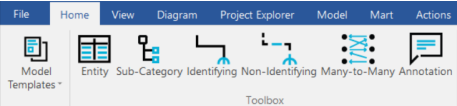 File Home View Diagram Project Explorer Model Mart Actions
Model Templates Entity Sub-Category Identifying Non-Identifying Many-to-Many Annotation
Toolbox